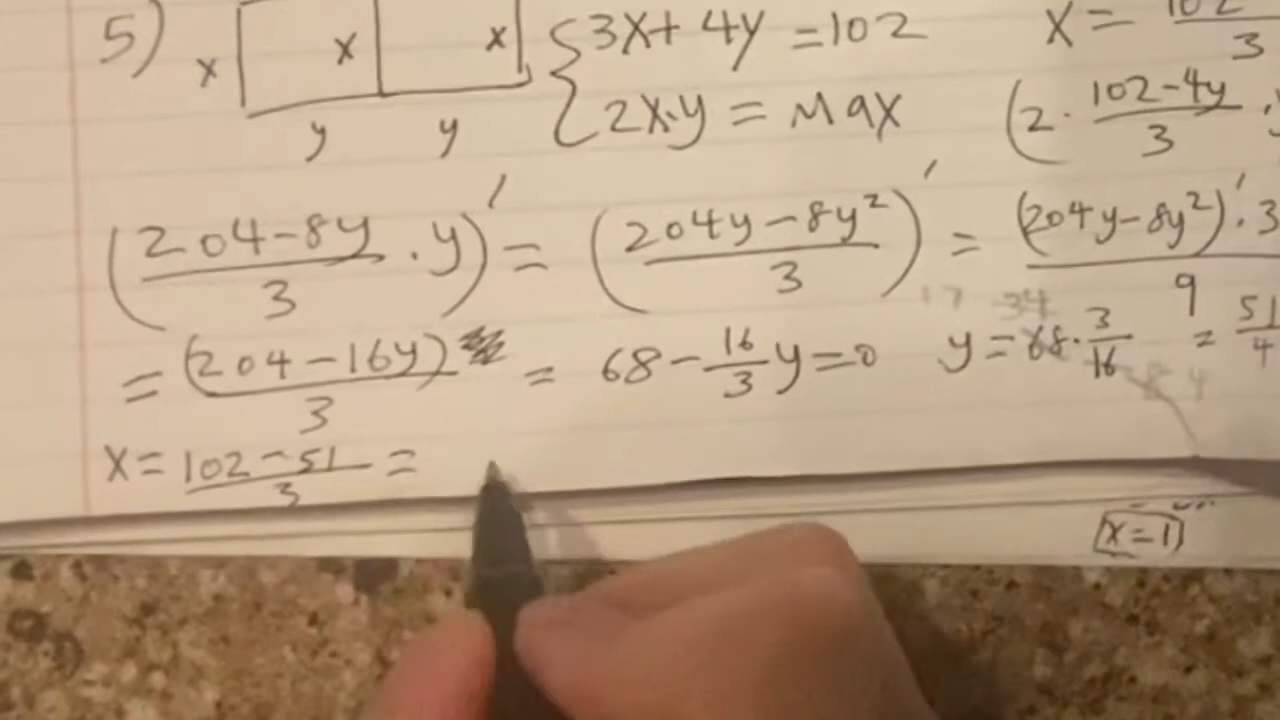 5) x x x { 3x + 4y = 102 x = 102 / 3
y y { 2x·y = Max (2 · (102 - 4y) / 3 ·
((204 - 8y) / 3 · y)' = ((204y - 8y²) / 3)' = (204y - 8y²)' · 3 / 9
= (204 - 16y) / 3 = 68 - 16/3 y = 0 y = 68 · 3/16 = 51/4
17 34
x = (102 - 51) / 3 =
x = 1